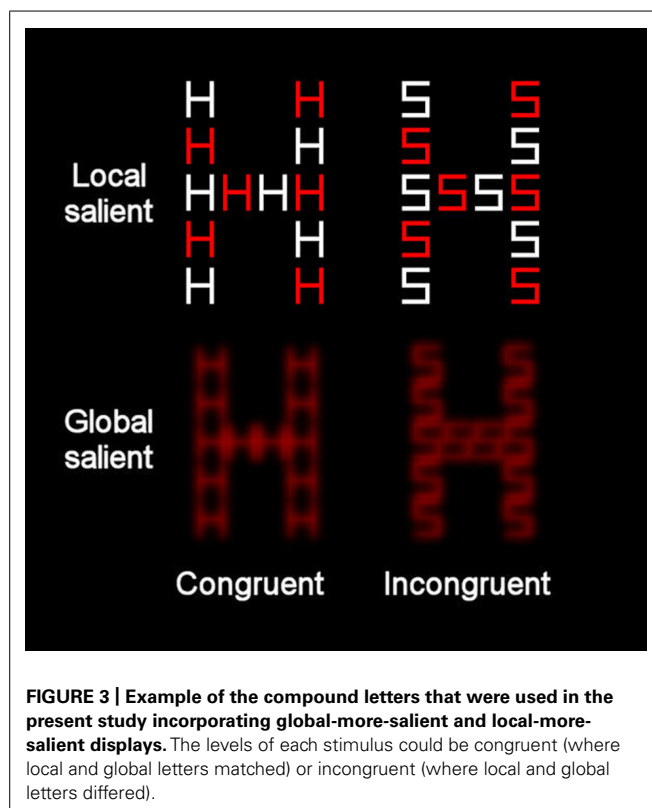 H H S S
H H S S
Local salient
HHHH SSSS
H H S S
H H S S
Global salient
H H
Congruent Incongruent
FIGURE 3 | Example of the compound letters that were used in the
present study incorporating global-more-salient and local-more-
salient displays. The levels of each stimulus could be congruent (where
local and global letters matched) or incongruent (where local and global
letters differed).